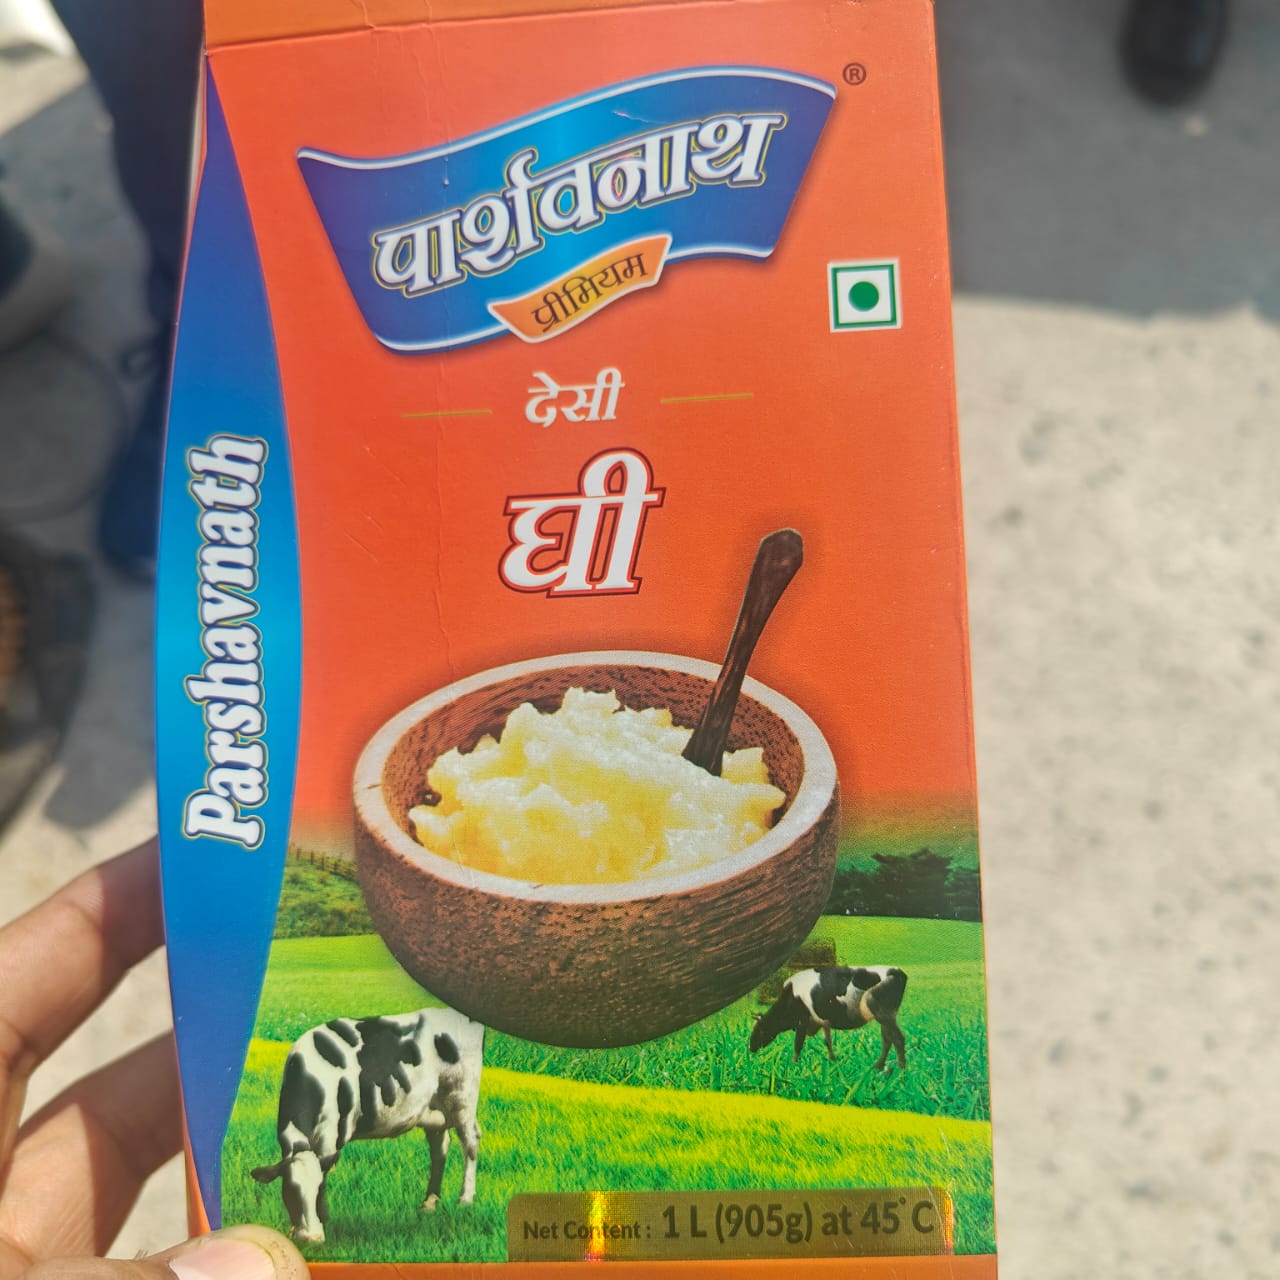 पार्शवनाथ
®
प्रीमियम
देसी
घी
Parshavnath
Net Content : 1 L (905g) at 45°C